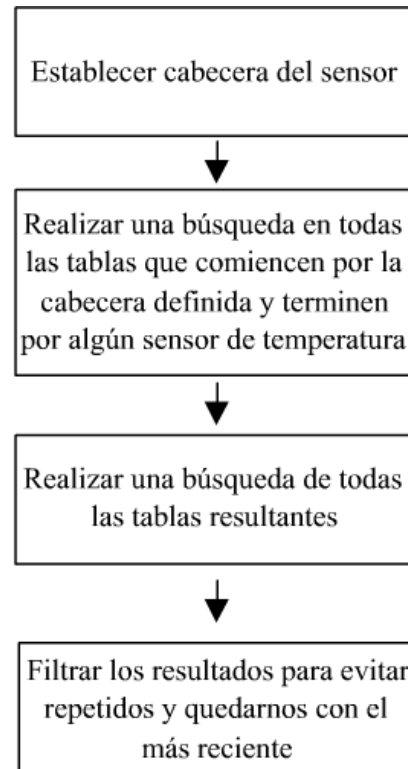 Establecer cabecera del sensor
Realizar una búsqueda en todas
las tablas que comiencen por la
cabecera definida y terminen
por algún sensor de temperatura
Realizar una búsqueda de todas
las tablas resultantes
Filtrar los resultados para evitar
repetidos y quedarnos con el
más reciente